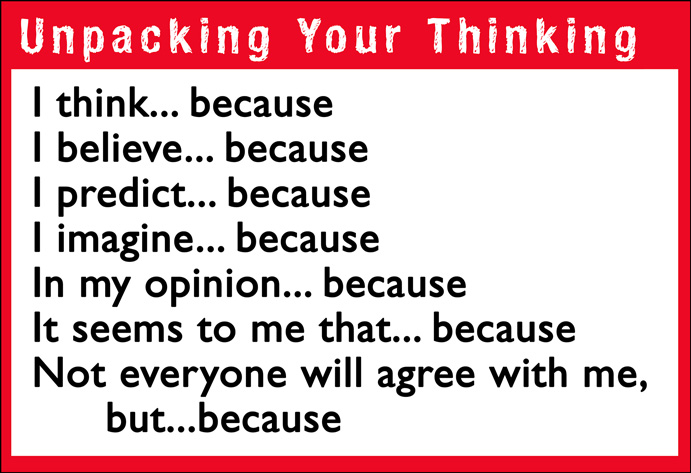 Unpacking Your Thinking
I think... because
I believe... because
I predict... because
I imagine... because
In my opinion... because
It seems to me that... because
Not everyone will agree with me,
but...because